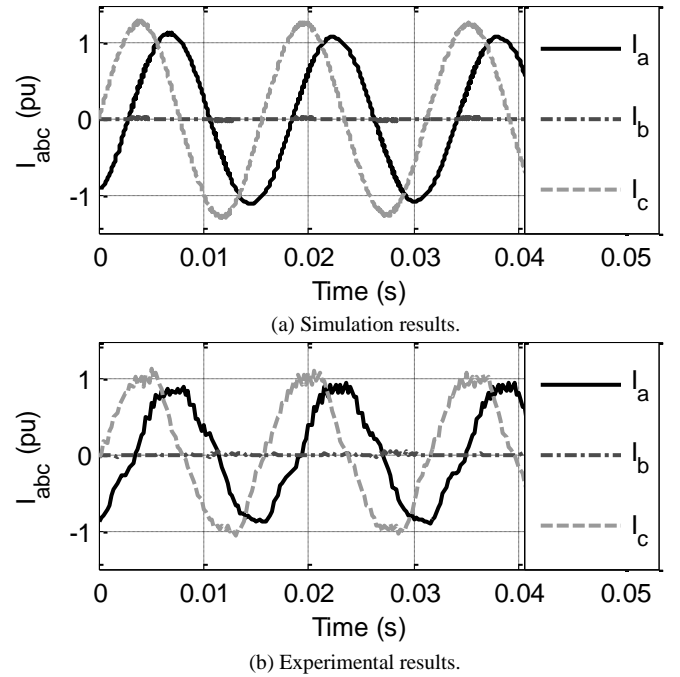 I_abc (pu)
1
0
-1
0 0.01 0.02 0.03 0.04 0.05
Time (s)
I_a
I_b
I_c
(a) Simulation results.
I_abc (pu)
1
0
-1
0 0.01 0.02 0.03 0.04 0.05
Time (s)
I_a
I_b
I_c
(b) Experimental results.